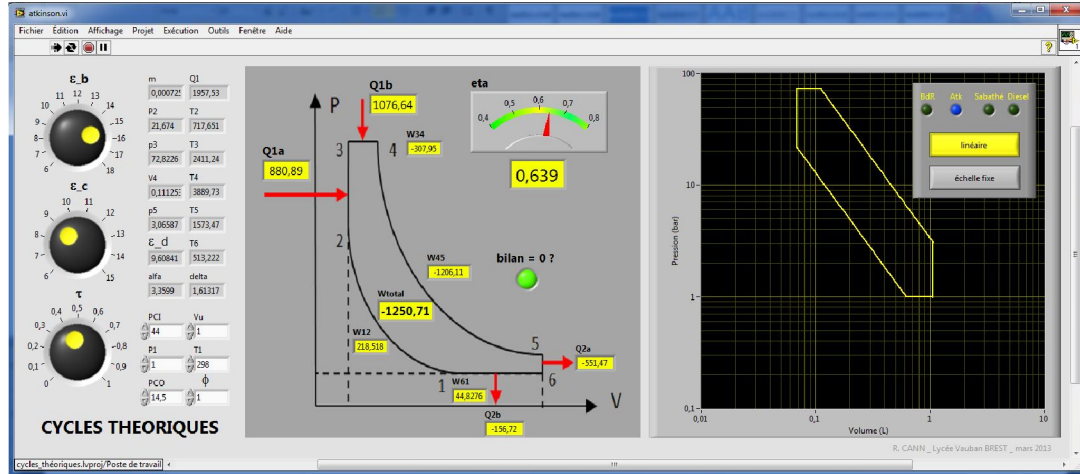 atkinson.vi
Fichier Édition Affichage Projet Exécution Outils Fenêtre Aide
ε_b
6 7 8 9 10 11 12 13 14 15 16 17 18
ε_c
6 7 8 9 10 11 12 13 14 15
τ
0 0,1 0,2 0,3 0,4 0,5 0,6 0,7 0,8 0,9 1
m Q1
0,00072 1957,53
P2 T2
21,674 717,651
p3 T3
72,8226 2411,24
V4 T4
0,11125 3889,73
p5 T5
3,06587 1573,47
ε_d T6
9,60841 513,222
alfa delta
3,3599 1,61317
PCI Vu
44 1
P1 T1
1 298
PCO ϕ
14,5 1
CYCLES THEORIQUES
P
Q1b
1076,64
Q1a
880,89
3 4
W34
-307,95
2
W45
-1206,11
Wtotal
-1250,71
W12
218,518
1
W61
44,8276
5
6
Q2a
-551,47
Q2b
-156,72
V
eta
0,4 0,5 0,6 0,7 0,8
0,639
bilan = 0 ?
BdR Atk Sabathé Diesel
linéaire
échelle fixe
Pression (bar)
100
10
1
0,1
0,01 0,1 1 10
Volume (L)
R. CANN _ Lycée Vauban BREST _ mars 2013
cycles_théoriques.lvproj/Poste de travail